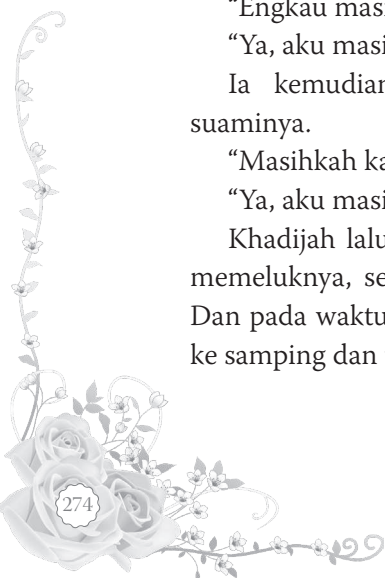 “Engkau masi
“Ya, aku masi
Ia kemudian
suaminya.
“Masihkah ka
“Ya, aku masi
Khadijah lalu
memeluknya, se
Dan pada waktu
ke samping dan
274